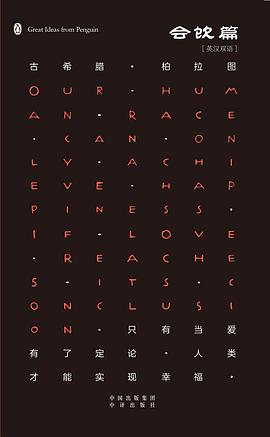 Great Ideas from Penguin
会饮篇
[英汉双语]
古 希 腊 · 柏 拉 图
O U R · H U M
A N · R A C E
· C A N · O N
L Y · A C H I
E V E · H A P
P I N E S S ·
I F · L O V E
· R E A C H E
S · I T S · C
O N C L U S I
O N · 只 有 当 爱
有 了 定 论 · 人 类
才 能 实 现 幸 福 ·
中国出版集团
中译出版社